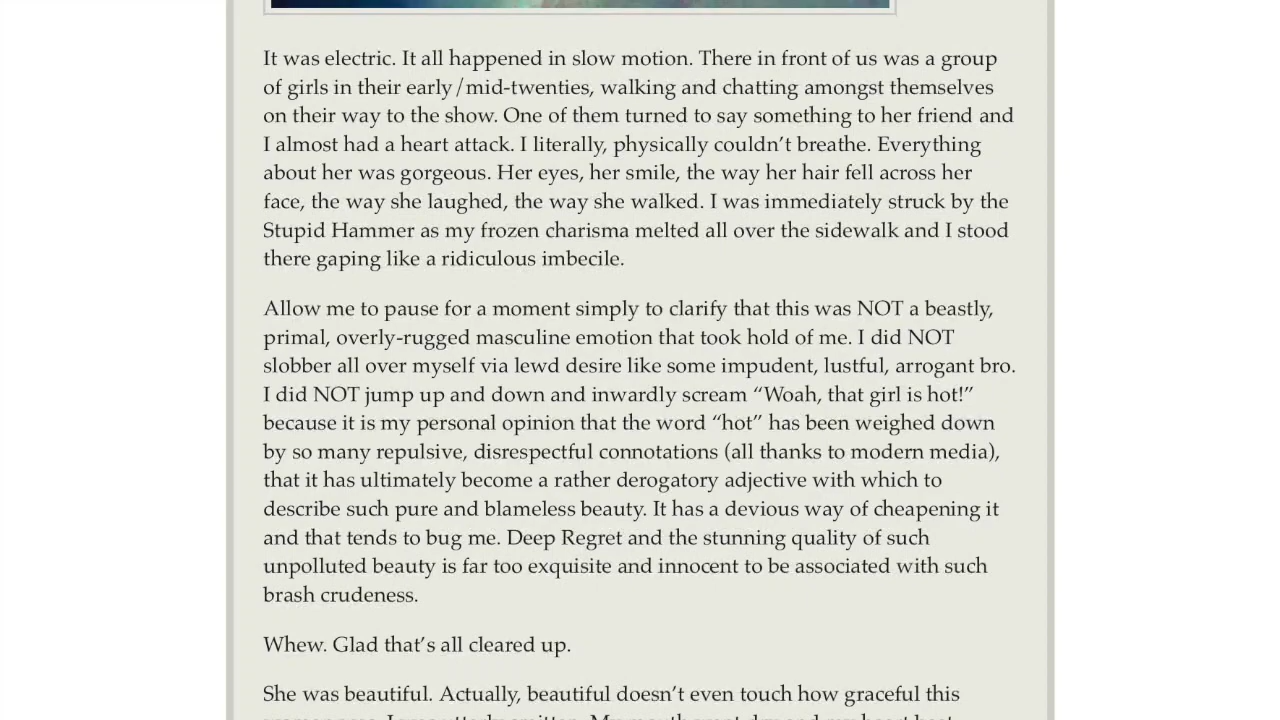 It was electric. It all happened in slow motion. There in front of us was a group
of girls in their early/mid-twenties, walking and chatting amongst themselves
on their way to the show. One of them turned to say something to her friend and
I almost had a heart attack. I literally, physically couldn’t breathe. Everything
about her was gorgeous. Her eyes, her smile, the way her hair fell across her
face, the way she laughed, the way she walked. I was immediately struck by the
Stupid Hammer as my frozen charisma melted all over the sidewalk and I stood
there gaping like a ridiculous imbecile.
Allow me to pause for a moment simply to clarify that this was NOT a beastly,
primal, overly-rugged masculine emotion that took hold of me. I did NOT
slobber all over myself via lewd desire like some impudent, lustful, arrogant bro.
I did NOT jump up and down and inwardly scream “Woah, that girl is hot!”
because it is my personal opinion that the word “hot” has been weighed down
by so many repulsive, disrespectful connotations (all thanks to modern media),
that it has ultimately become a rather derogatory adjective with which to
describe such pure and blameless beauty. It has a devious way of cheapening it
and that tends to bug me. Deep Regret and the stunning quality of such
unpolluted beauty is far too exquisite and innocent to be associated with such
brash crudeness.
Whew. Glad that’s all cleared up.
She was beautiful. Actually, beautiful doesn’t even touch how graceful this